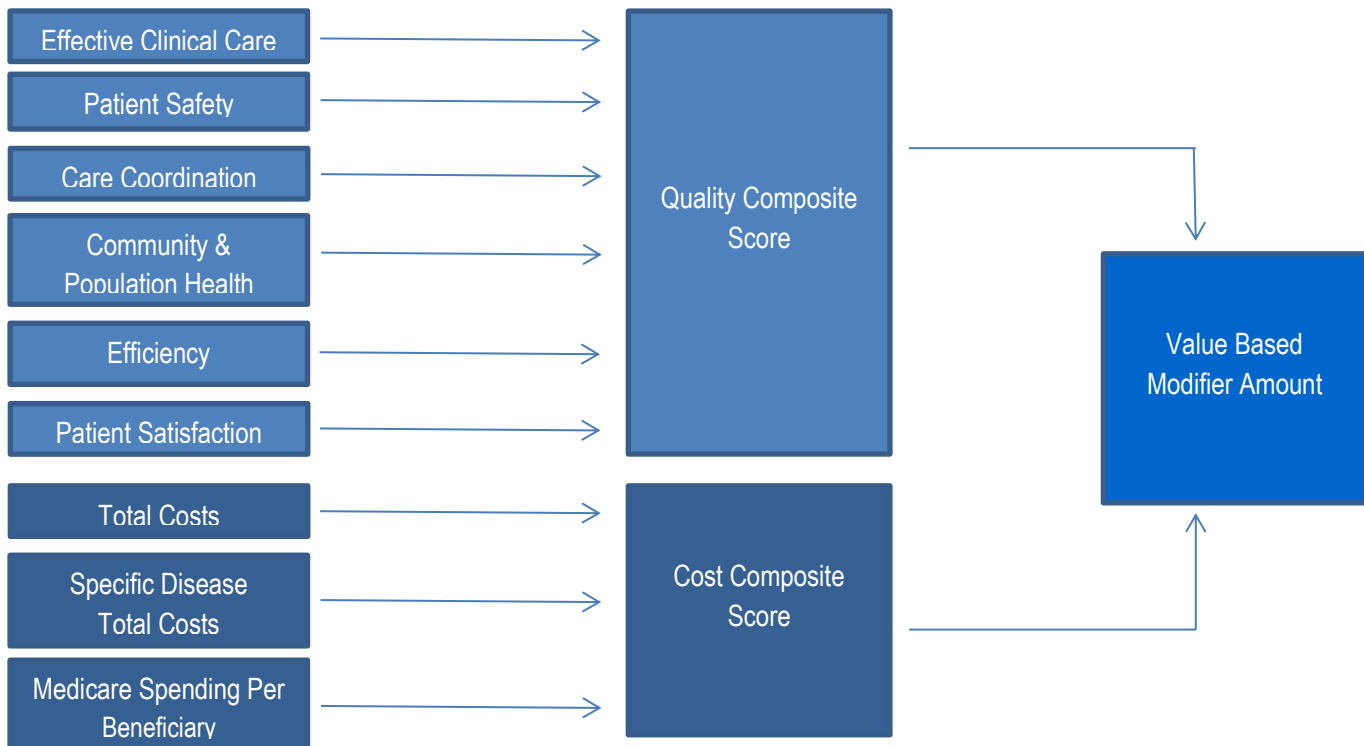 Effective Clinical Care
Patient Safety
Care Coordination
Community &
Population Health
Efficiency
Patient Satisfaction
Quality Composite
Score
Total Costs
Specific Disease
Total Costs
Medicare Spending Per
Beneficiary
Cost Composite
Score
Value Based
Modifier Amount